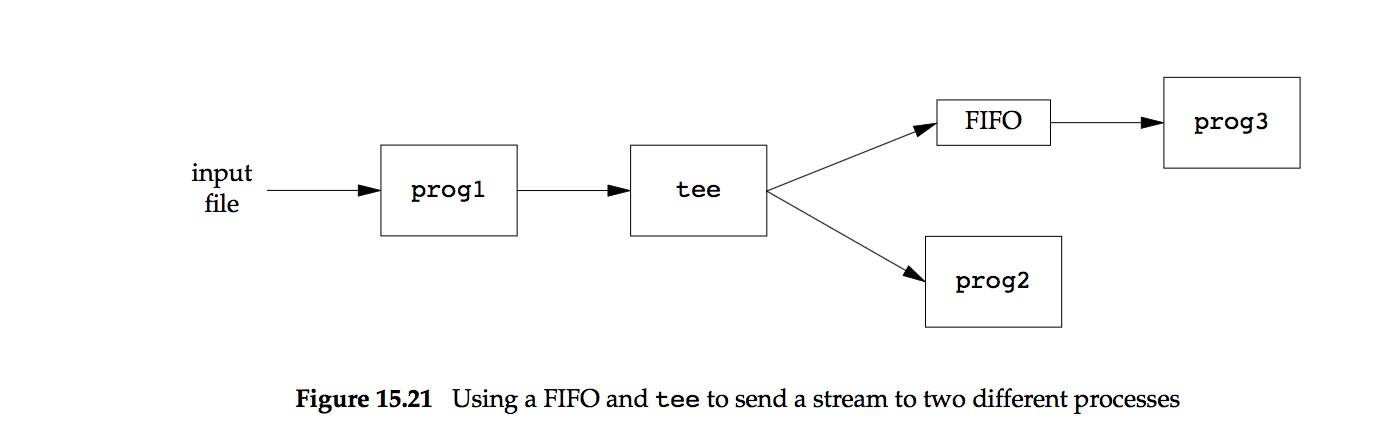 input
file
prog1
tee
FIFO
prog3
prog2
Figure 15.21 Using a FIFO and tee to send a stream to two different processes